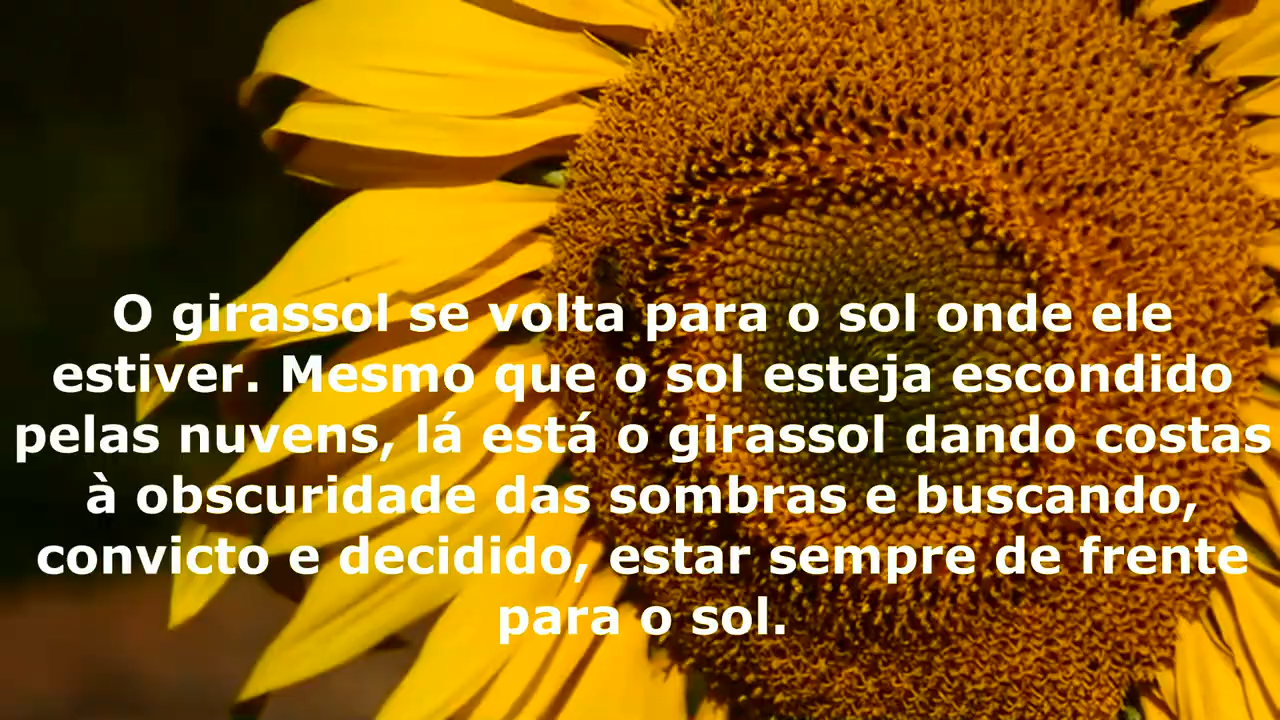 O girassol se volta para o sol onde ele
estiver. Mesmo que o sol esteja escondido
pelas nuvens, lá está o girassol dando costas
à obscuridade das sombras e buscando,
convicto e decidido, estar sempre de frente
para o sol.